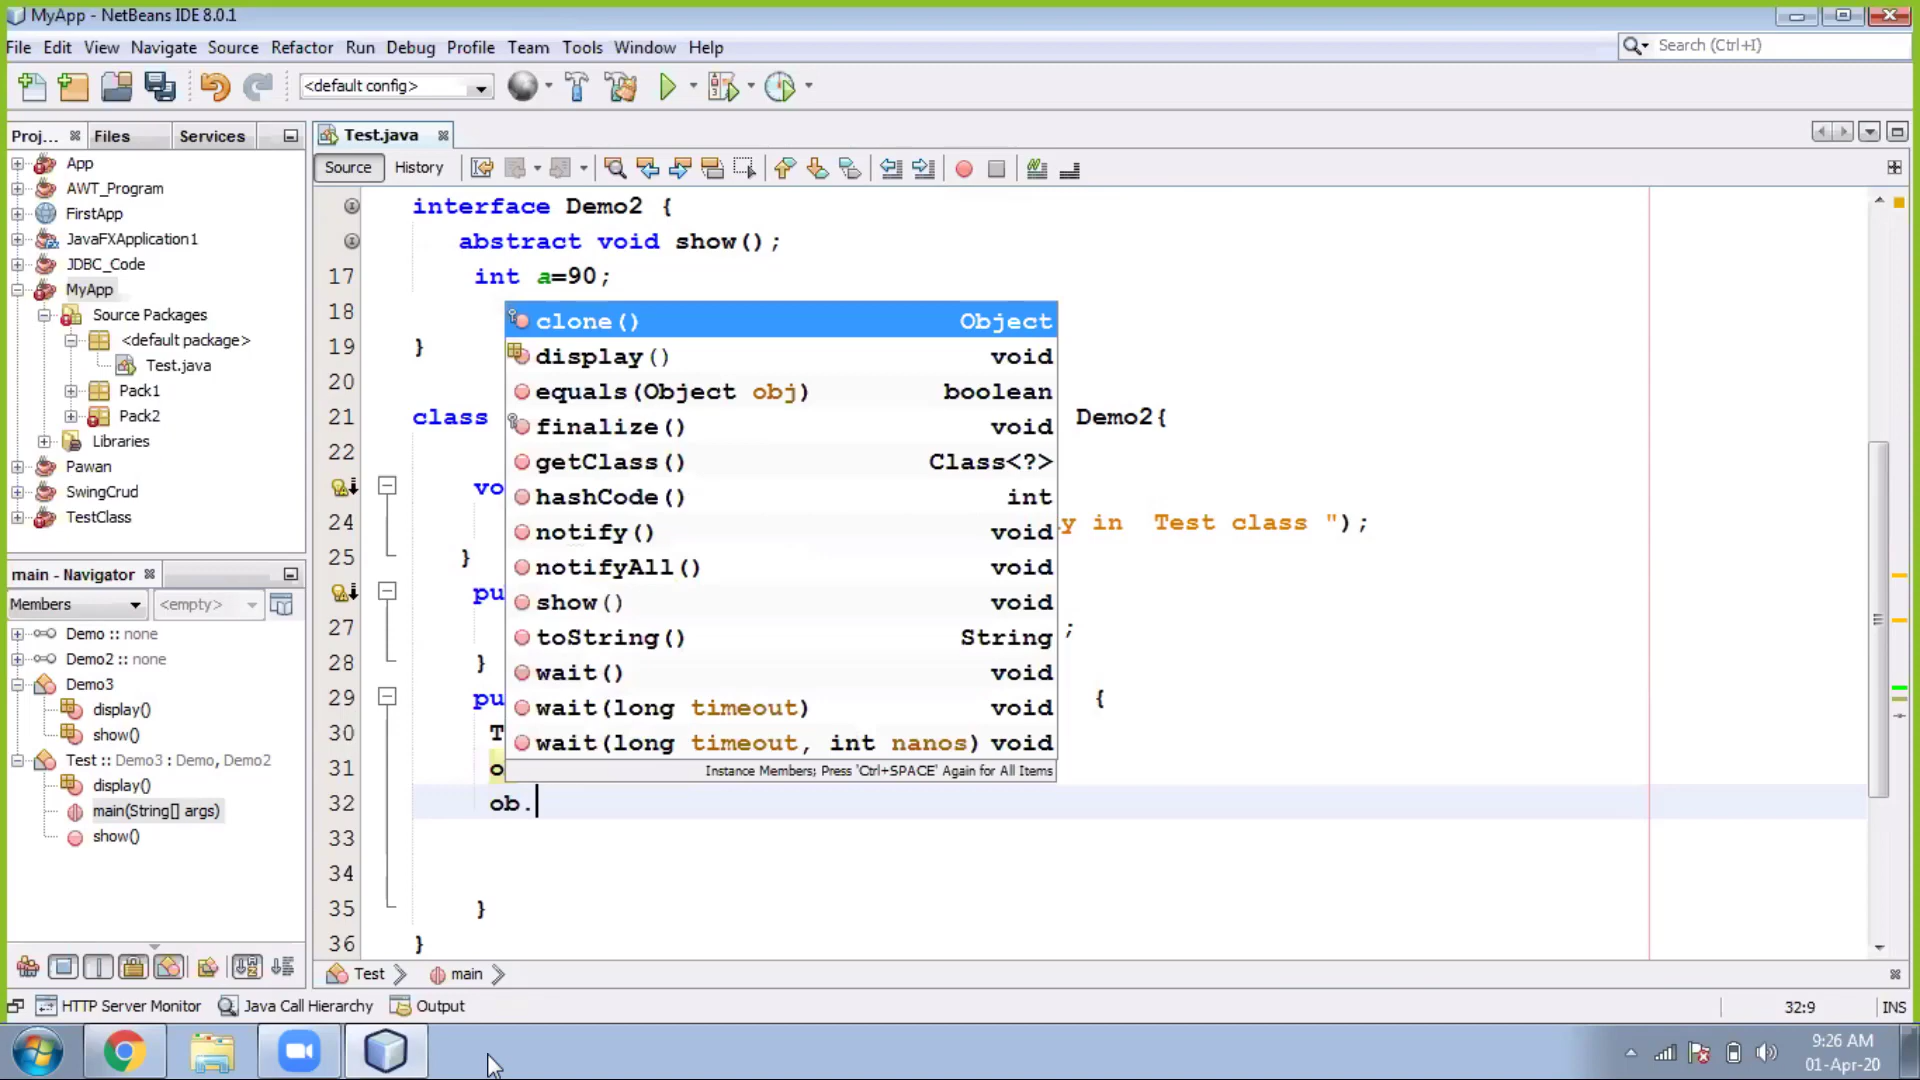 MyApp - NetBeans IDE 8.0.1
File Edit View Navigate Source Refactor Run Debug Profile Team Tools Window Help
Search (Ctrl+I)
<default config>
Proj... Files Services
App
AWT_Program
FirstApp
JavaFXApplication1
JDBC_Code
MyApp
Source Packages
<default package>
Test.java
Pack1
Pack2
Libraries
Pawan
SwingCrud
TestClass
main - Navigator
Members <empty>
Demo :: none
Demo2 :: none
Demo3
display()
show()
Test :: Demo3 : Demo, Demo2
display()
main(String[] args)
show()
Test.java
Source History
interface Demo2 {
abstract void show();
17 int a=90;
18
19 }
20
21 class Demo2{
22
vo
24 y in Test class ");
25 }
pu
27 ;
28 }
29 pu {
30 T
31 o
32 ob.
33
34
35 }
36 }
clone() Object
display() void
equals(Object obj) boolean
finalize() void
getClass() Class<?>
hashCode() int
notify() void
notifyAll() void
show() void
toString() String
wait() void
wait(long timeout) void
wait(long timeout, int nanos) void
Instance Members; Press 'Ctrl+SPACE' Again for All Items
Test main
HTTP Server Monitor Java Call Hierarchy Output
32:9 INS
9:26 AM
01-Apr-20